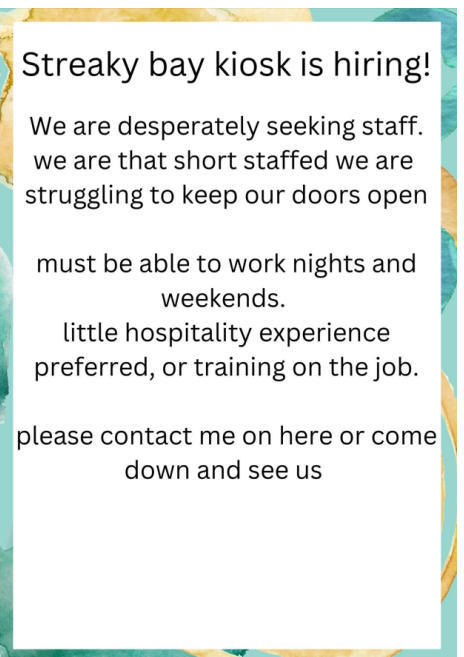 Streaky bay kiosk is hiring!
We are desperately seeking staff.
we are that short staffed we are
struggling to keep our doors open
must be able to work nights and
weekends.
little hospitality experience
preferred, or training on the job.
please contact me on here or come
down and see us